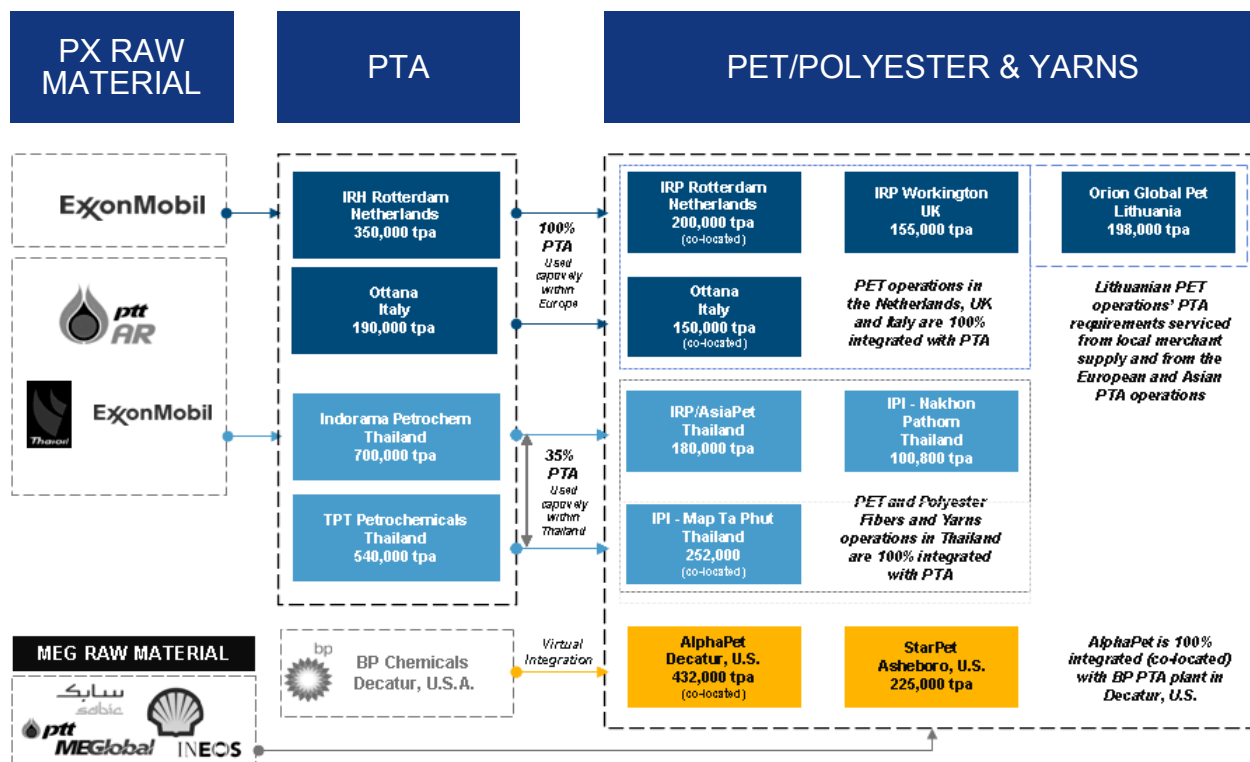 PX RAW
MATERIAL
PTA
PET/POLYESTER & YARNS
ExxonMobil
ptt
AR
Thaioil
ExxonMobil
IRH Rotterdam
Netherlands
350,000 tpa
Ottana
Italy
190,000 tpa
Indorama Petrochem
Thailand
700,000 tpa
TPT Petrochemicals
Thailand
540,000 tpa
100%
PTA
Used
captively
within
Europe
35%
PTA
Used
captively
within
Thailand
IRP Rotterdam
Netherlands
200,000 tpa
(co-located)
IRP Workington
UK
155,000 tpa
Orion Global Pet
Lithuania
198,000 tpa
Ottana
Italy
150,000 tpa
(co-located)
PET operations in
the Netherlands, UK
and Italy are 100%
integrated with PTA
Lithuanian PET
operations' PTA
requirements serviced
from local merchant
supply and from the
European and Asian
PTA operations
IRP/AsiaPet
Thailand
180,000 tpa
IPI - Nakhon
Pathom
Thailand
100,800 tpa
IPI - Map Ta Phut
Thailand
252,000
(co-located)
PET and Polyester
Fibers and Yarns
operations in Thailand
are 100% integrated
with PTA
MEG RAW MATERIAL
سابك
sabic
ptt
MEGlobal
INEOS
bp
BP Chemicals
Decatur, U.S.A.
Virtual
Integration
AlphaPet
Decatur, U.S.
432,000 tpa
(co-located)
StarPet
Asheboro, U.S.
225,000 tpa
AlphaPet is 100%
integrated (co-located)
with BP PTA plant in
Decatur, U.S.